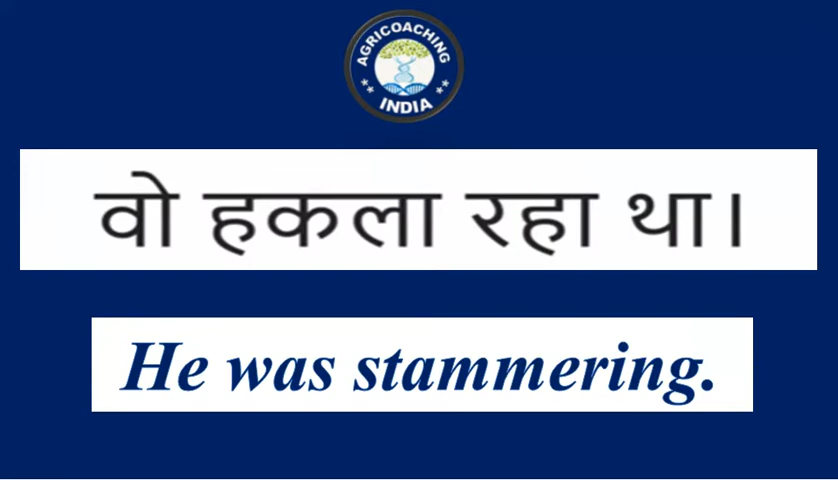 AGRICOACHING
INDIA
वो हकला रहा था।
He was stammering.